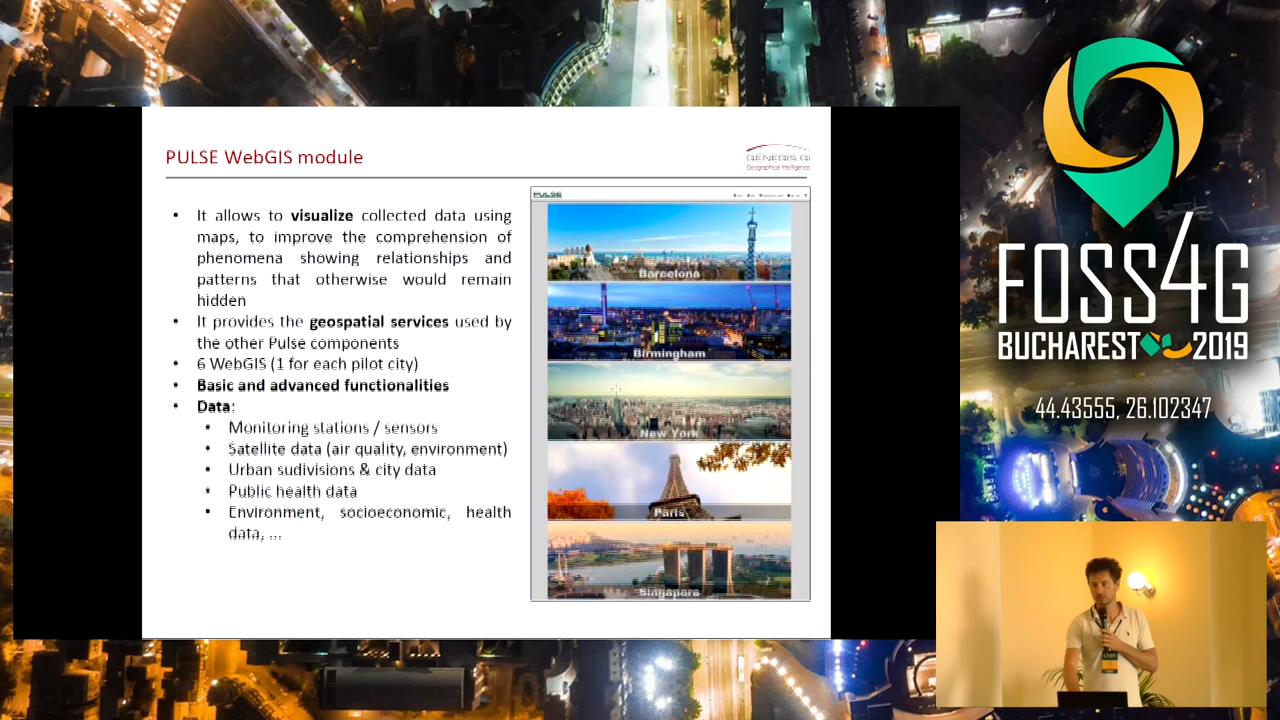 PULSE WebGIS module
GENEGIS GI
Geographical Intelligence
• It allows to visualize collected data using
maps, to improve the comprehension of
phenomena showing relationships and
patterns that otherwise would remain
hidden
• It provides the geospatial services used by
the other Pulse components
• 6 WebGIS (1 for each pilot city)
• Basic and advanced functionalities
• Data:
• Monitoring stations / sensors
• Satellite data (air quality, environment)
• Urban sudivisions & city data
• Public health data
• Environment, socioeconomic, health
data, ...
PULSE
Barcelona
Birmingham
New York
Paris
Singapore
FOSS4G
BUCHAREST 2019
44.43555, 26.102347